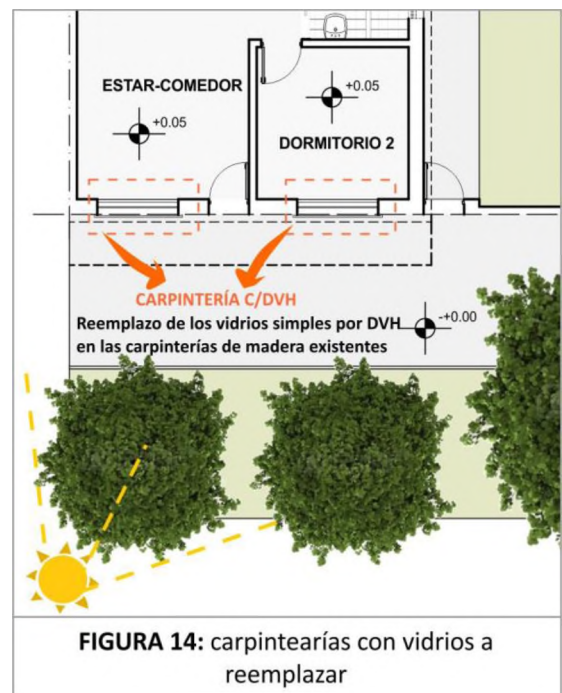 ESTAR-COMEDOR
+0.05
+0.05
DORMITORIO 2
CARPINTERÍA C/DVH
Reemplazo de los vidrios simples por DVH
en las carpinterías de madera existentes
-+0.00
FIGURA 14: carpintearías con vidrios a
reemplazar